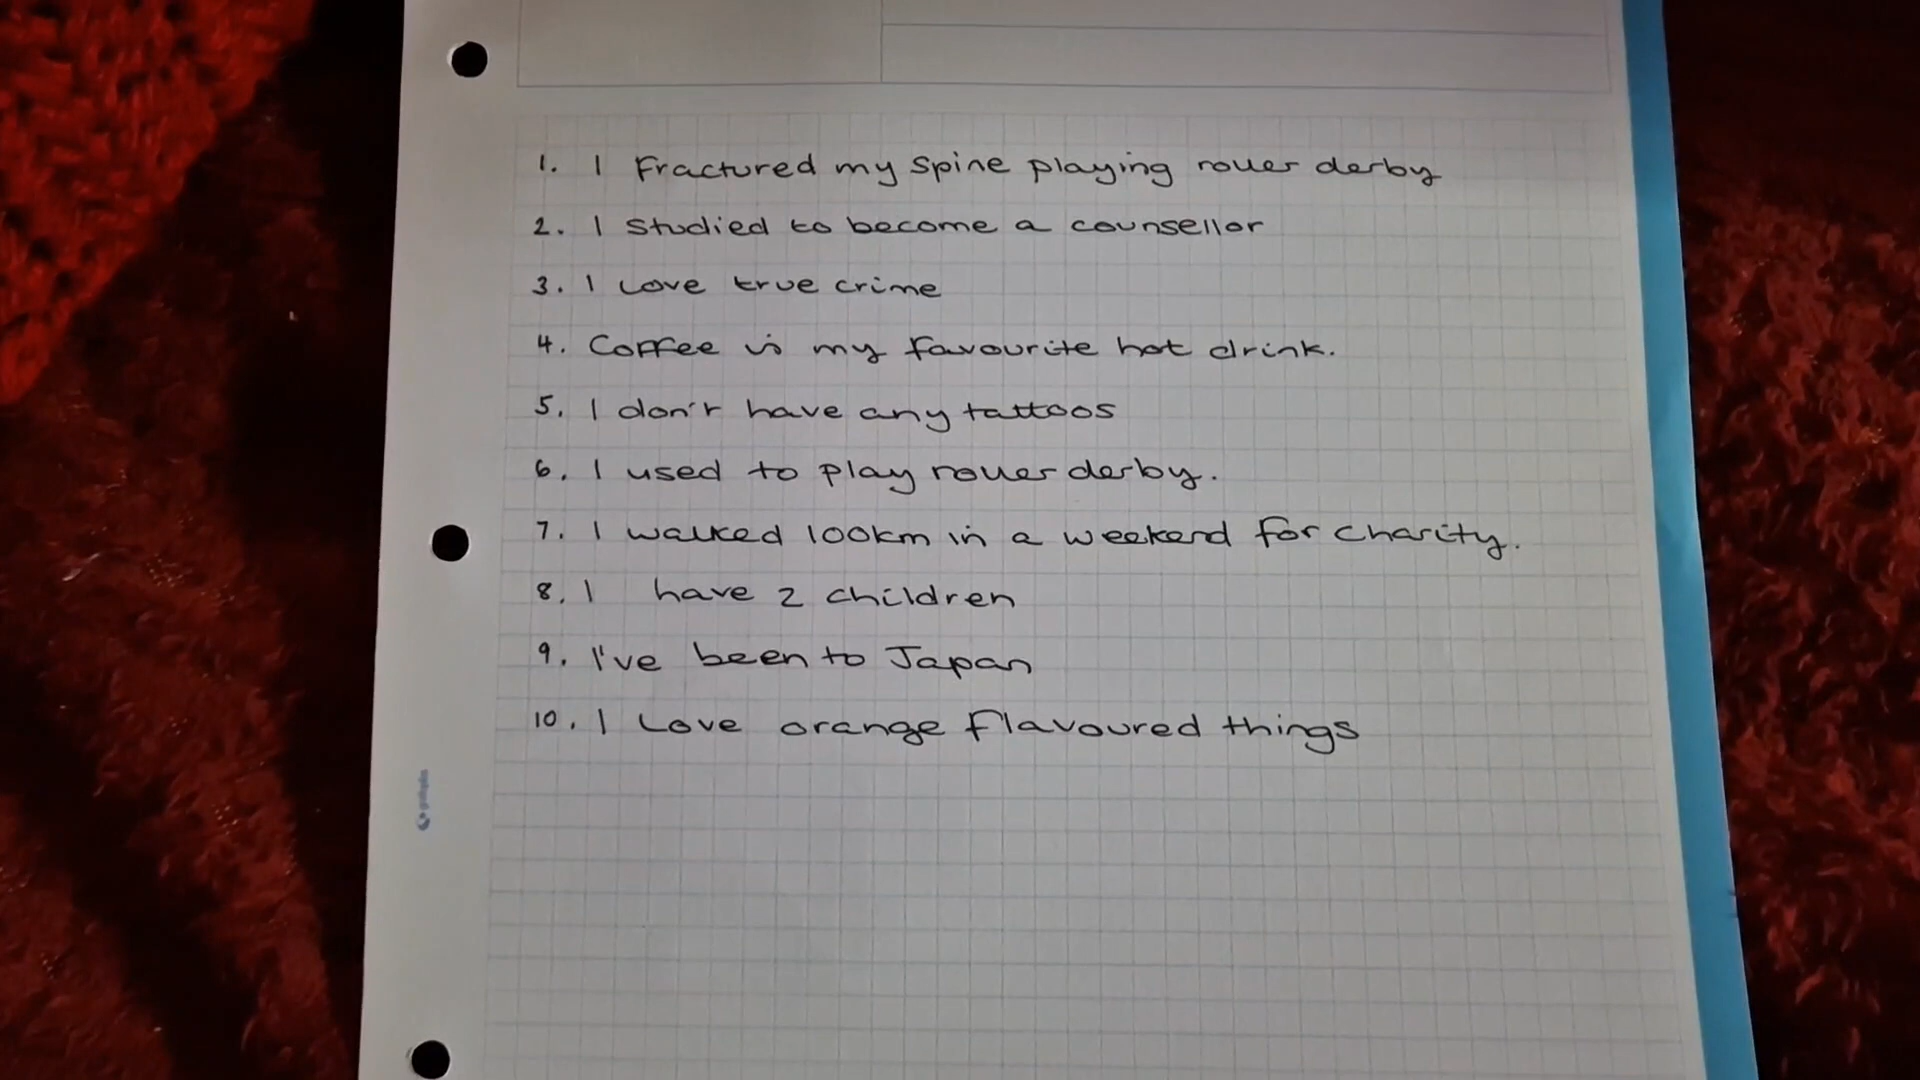 1. I Fractured my spine playing roller derby
2. I studied to become a counsellor
3. I Love true crime
4. Coffee is my favourite hot drink.
5. I don't have any tattoos
6. I used to play roller derby.
7. I walked 100km in a weekend for charity.
8. I have 2 children
9. I've been to Japan
10. I Love orange flavoured things